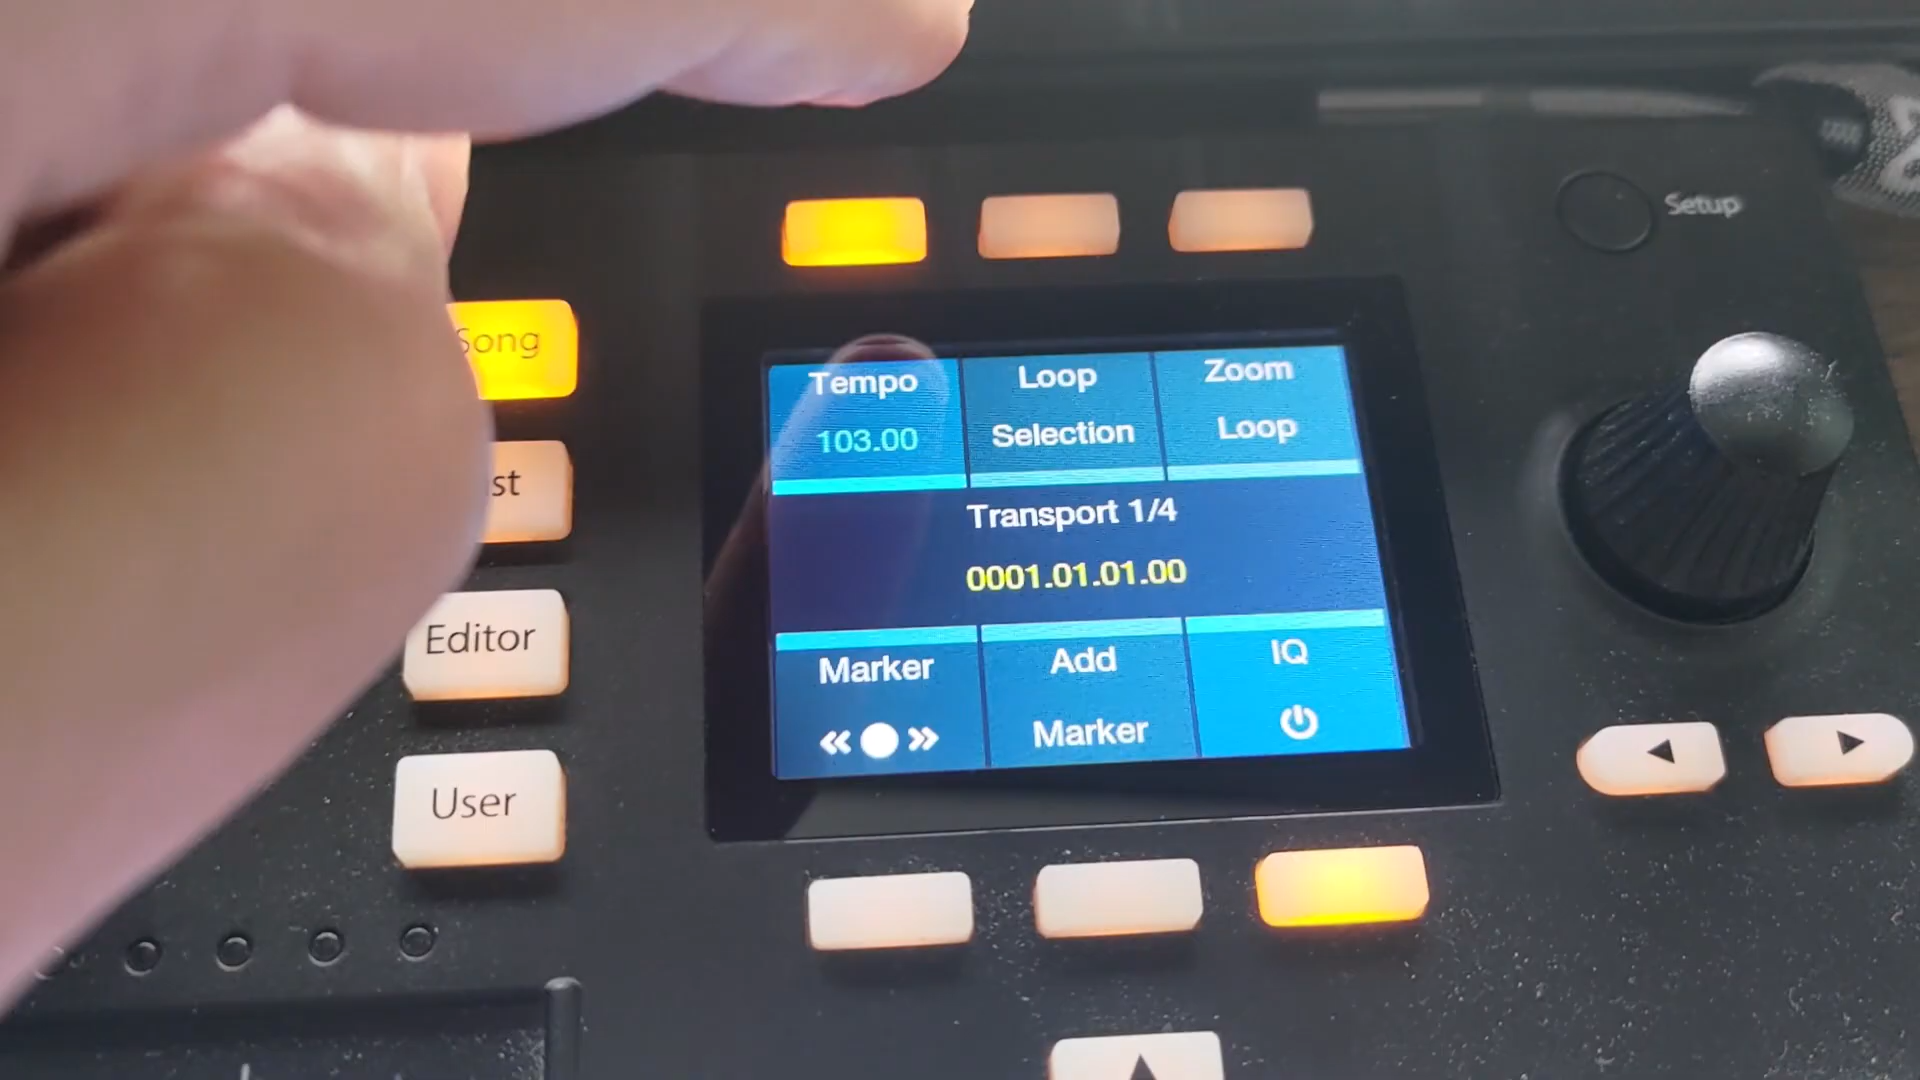 Setup
Song
st
Editor
User
Tempo
103.00
Loop
Selection
Zoom
Loop
Transport 1/4
0001.01.01.00
Marker
Add
Marker
IQ